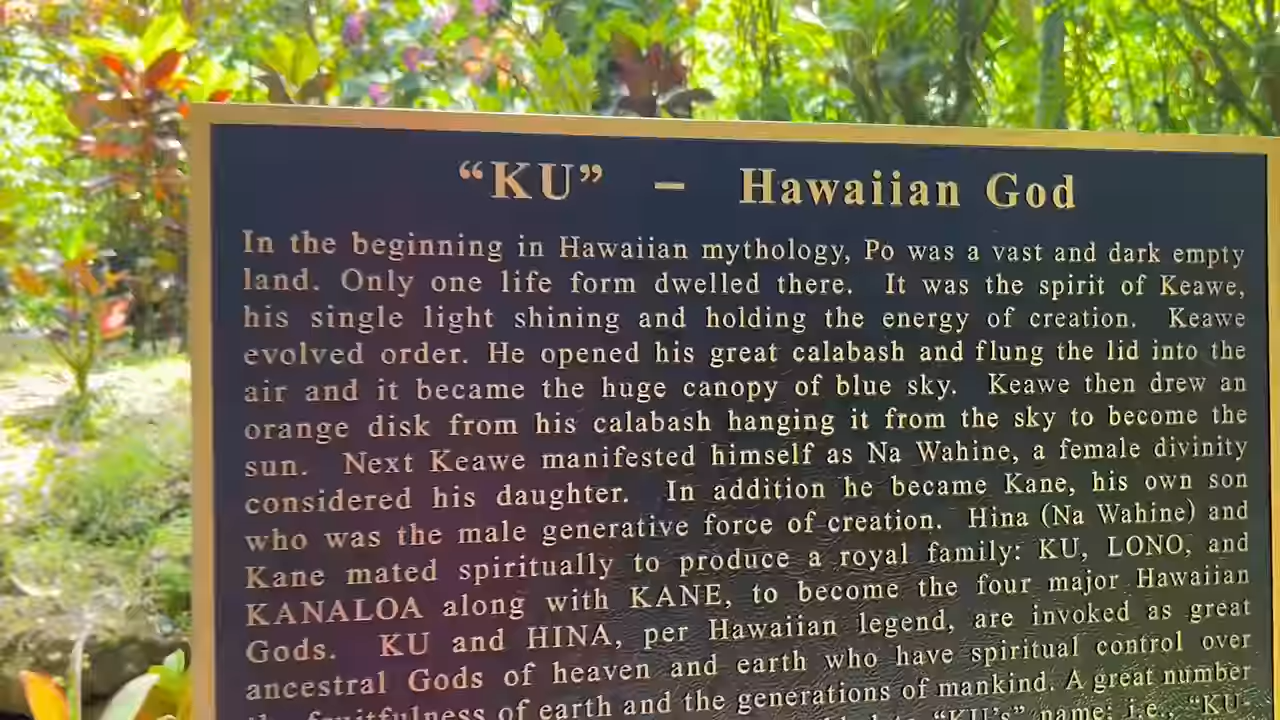 “KU” – Hawaiian God
In the beginning in Hawaiian mythology, Po was a vast and dark empty
land. Only one life form dwelled there. It was the spirit of Keawe,
his single light shining and holding the energy of creation. Keawe
evolved order. He opened his great calabash and flung the lid into the
air and it became the huge canopy of blue sky. Keawe then drew an
orange disk from his calabash hanging it from the sky to become the
sun. Next Keawe manifested himself as Na Wahine, a female divinity
considered his daughter. In addition he became Kane, his own son
who was the male generative force of creation. Hina (Na Wahine) and
Kane mated spiritually to produce a royal family: KU, LONO, and
KANALOA along with KANE, to become the four major Hawaiian
Gods. KU and HINA, per Hawaiian legend, are invoked as great
ancestral Gods of heaven and earth who have spiritual control over
the fruitfulness of earth and the generations of mankind. A great number
“KU’s” name; i.e., “KU-